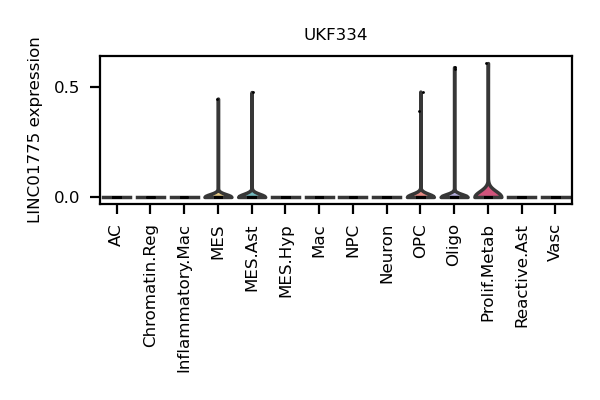 UKF334
LINC01775 expression
0.5
0.0
AC
Chromatin.Reg
Inflammatory.Mac
MES
MES.Ast
MES.Hyp
Mac
NPC
Neuron
OPC
Oligo
Prolif.Metab
Reactive.Ast
Vasc